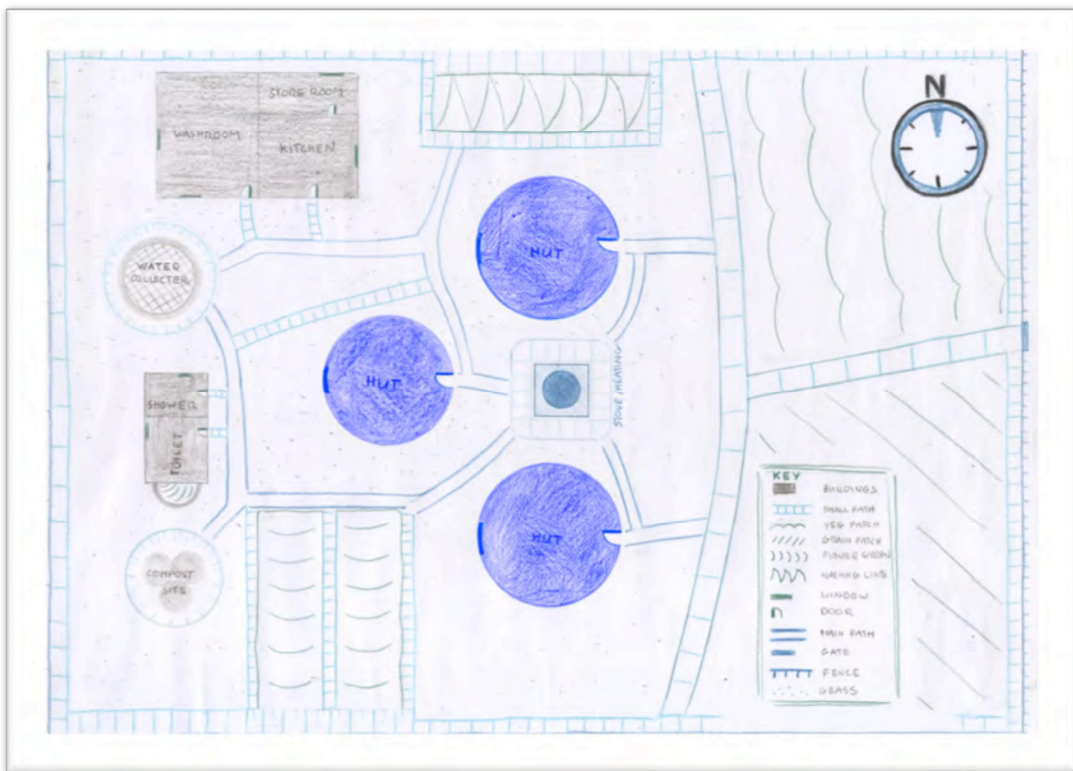 N
STORE ROOM
WASHROOM
KITCHEN
HUT
WATER
COLLECTER
HUT
STOVE/HEATING
SHOWER
TOILET
HUT
COMPOST
SITE
KEY
BUILDINGS
SMALL PATH
VEG PATCH
GRAIN PATCH
WASHING LINE
WINDOW
DOOR
MAIN PATH
GATE
FENCE
GRASS